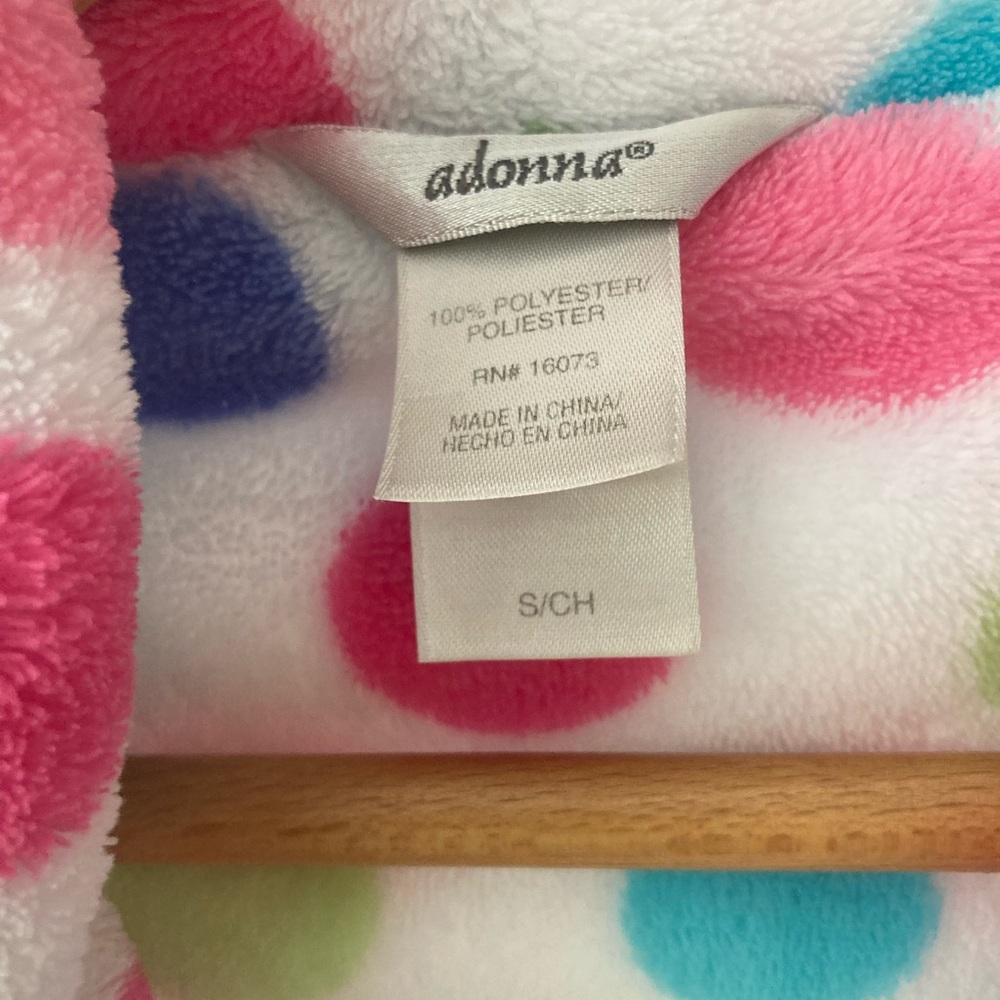 adonna®
100% POLYESTER/
POLIESTER
RN# 16073
MADE IN CHINA/
HECHO EN CHINA
S/CH